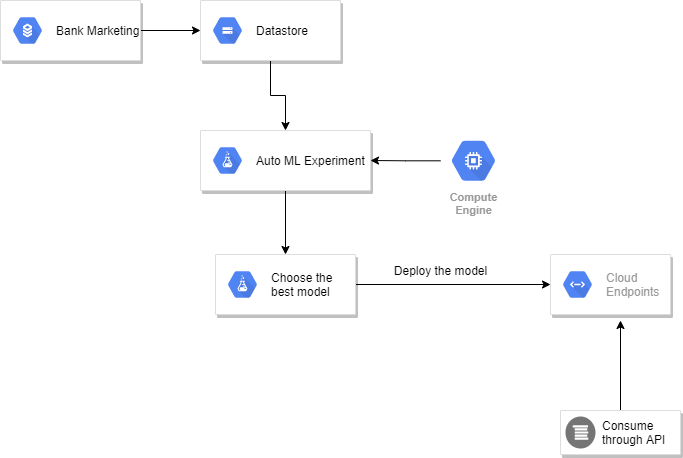 Bank Marketing
Datastore
Auto ML Experiment
Compute
Engine
Choose the
best model
Deploy the model
Cloud
Endpoints
Consume
through API